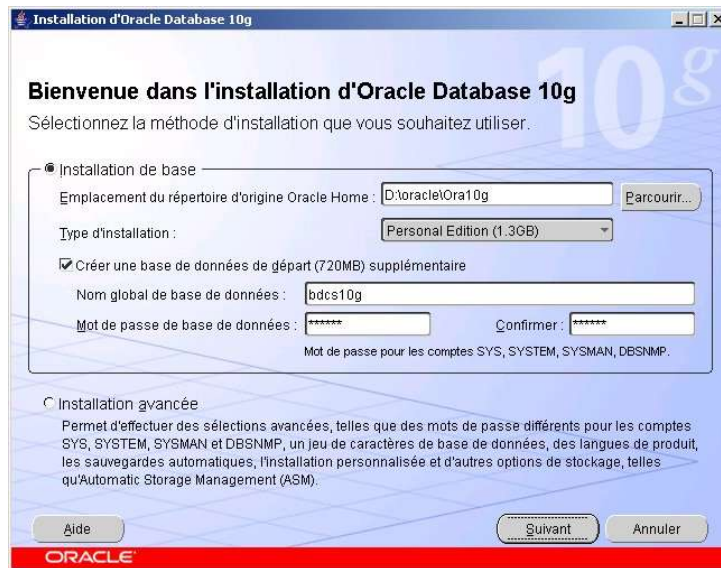 Installation d'Oracle Database 10g
10g
Bienvenue dans l'installation d'Oracle Database 10g
Sélectionnez la méthode d'installation que vous souhaitez utiliser.
Installation de base
Emplacement du répertoire d'origine Oracle Home : D:\oracle\Ora10g Parcourir...
Type d'installation : Personal Edition (1.3GB)
Créer une base de données de départ (720MB) supplémentaire
Nom global de base de données : bdcs10g
Mot de passe de base de données : ****** Confirmer : ******
Mot de passe pour les comptes SYS, SYSTEM, SYSMAN, DBSNMP.
Installation avancée
Permet d'effectuer des sélections avancées, telles que des mots de passe différents pour les comptes
SYS, SYSTEM, SYSMAN et DBSNMP, un jeu de caractères de base de données, des langues de produit,
les sauvegardes automatiques, l'installation personnalisée et d'autres options de stockage, telles
qu'Automatic Storage Management (ASM).
Aide Suivant Annuler
ORACLE